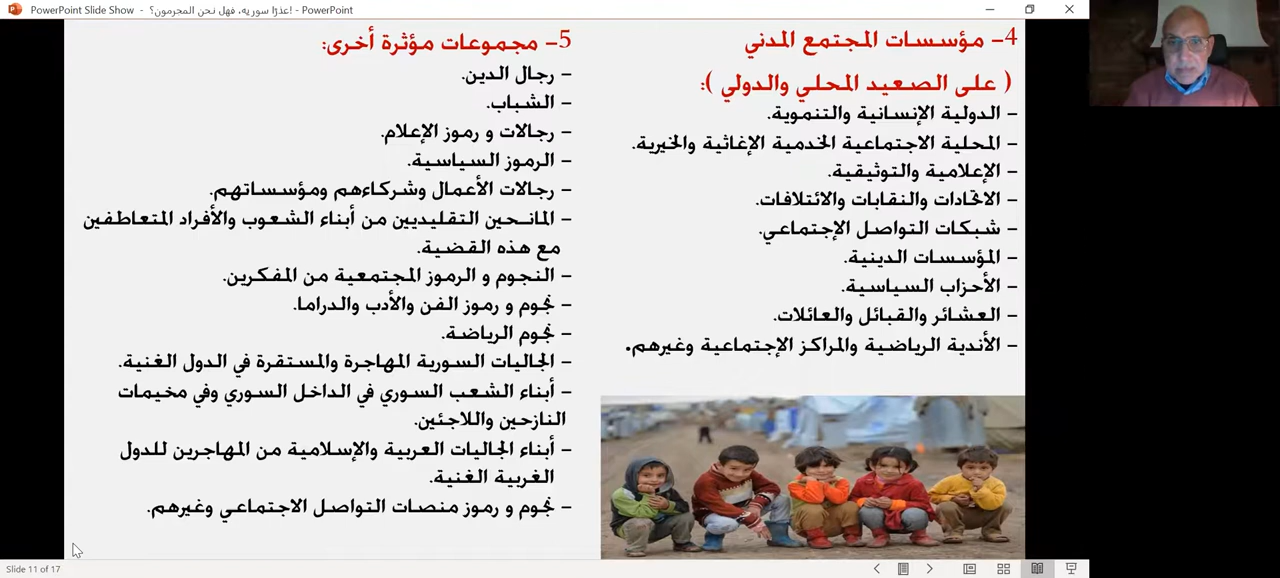 PowerPoint Slide Show - عذرًا سورية، فهل نحن المجرمون؟! - PowerPoint
4- مؤسسات المجتمع المدني
( على الصعيد المحلي والدولي ):
- الدولية الإنسانية والتنموية.
- المحلية الاجتماعية الخدمية الإغاثية والخيرية.
- الإعلامية والتوثيقية.
- الاتحادات والنقابات والائتلافات.
- شبكات التواصل الإجتماعي.
- المؤسسات الدينية.
- الأحزاب السياسية.
- العشائر والقبائل والعائلات.
- الأندية الرياضية والمراكز الإجتماعية وغيرهم.
5- مجموعات مؤثرة أخرى:
- رجال الدين.
- الشباب.
- رجالات و رموز الإعلام.
- الرموز السياسية.
- رجالات الأعمال وشركاءهم ومؤسساتهم.
- المانحين التقليديين من أبناء الشعوب والأفراد المتعاطفين
مع هذه القضية.
- النجوم و الرموز المجتمعية من المفكرين.
- نجوم و رموز الفن والأدب والدراما.
- نجوم الرياضة.
- الجاليات السورية المهاجرة والمستقرة في الدول الغنية.
- أبناء الشعب السوري في الداخل السوري وفي مخيمات
النازحين واللاجئين.
- أبناء الجاليات العربية والإسلامية من المهاجرين للدول
الغربية الغنية.
- نجوم و رموز منصات التواصل الاجتماعي وغيرهم.
Slide 11 of 17